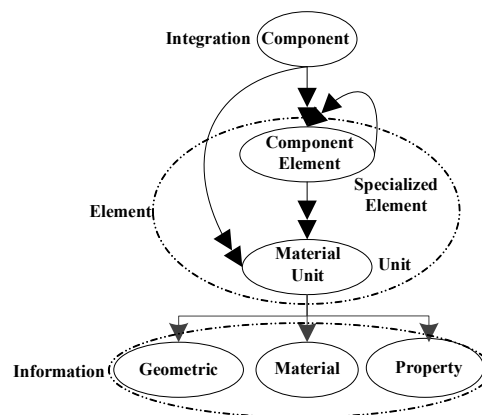 Integration
Component
Component
Element
Specialized
Element
Element
Material
Unit
Unit
Information
Geometric
Material
Property